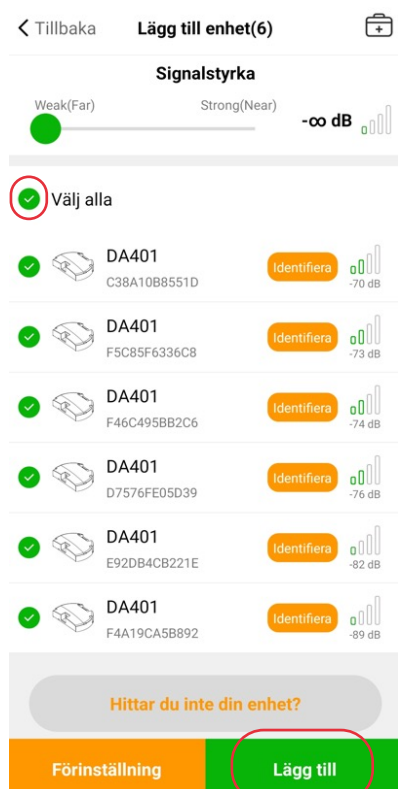 Tillbaka Lägg till enhet(6)
Signalstyrka
Weak(Far) Strong(Near)
-∞ dB
Välj alla
DA401
C38A10B8551D
Identifiera
-70 dB
DA401
F5C85F6336C8
Identifiera
-73 dB
DA401
F46C495BB2C6
Identifiera
-74 dB
DA401
D7576FE05D39
Identifiera
-76 dB
DA401
E92DB4CB221E
Identifiera
-82 dB
DA401
F4A19CA5B892
Identifiera
-89 dB
Hittar du inte din enhet?
Förinställning Lägg till